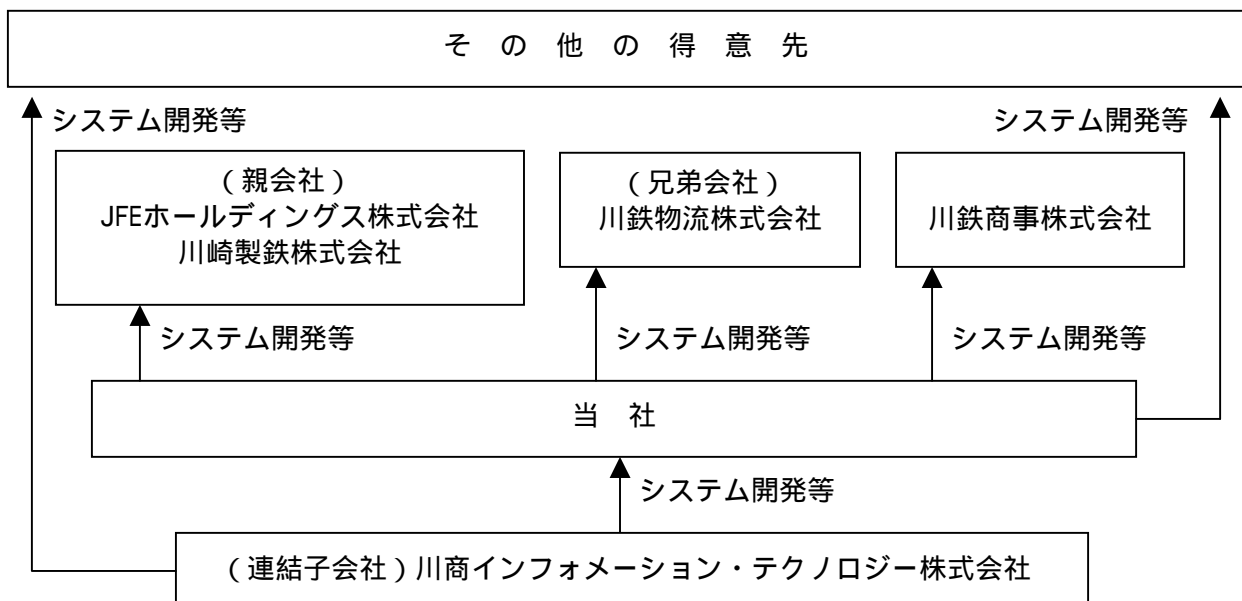 その他の得意先
システム開発等
システム開発等
(親会社)
JFEホールディングス株式会社
川崎製鉄株式会社
(兄弟会社)
川鉄物流株式会社
川鉄商事株式会社
システム開発等
システム開発等
システム開発等
当 社
システム開発等
(連結子会社)川商インフォメーション・テクノロジー株式会社